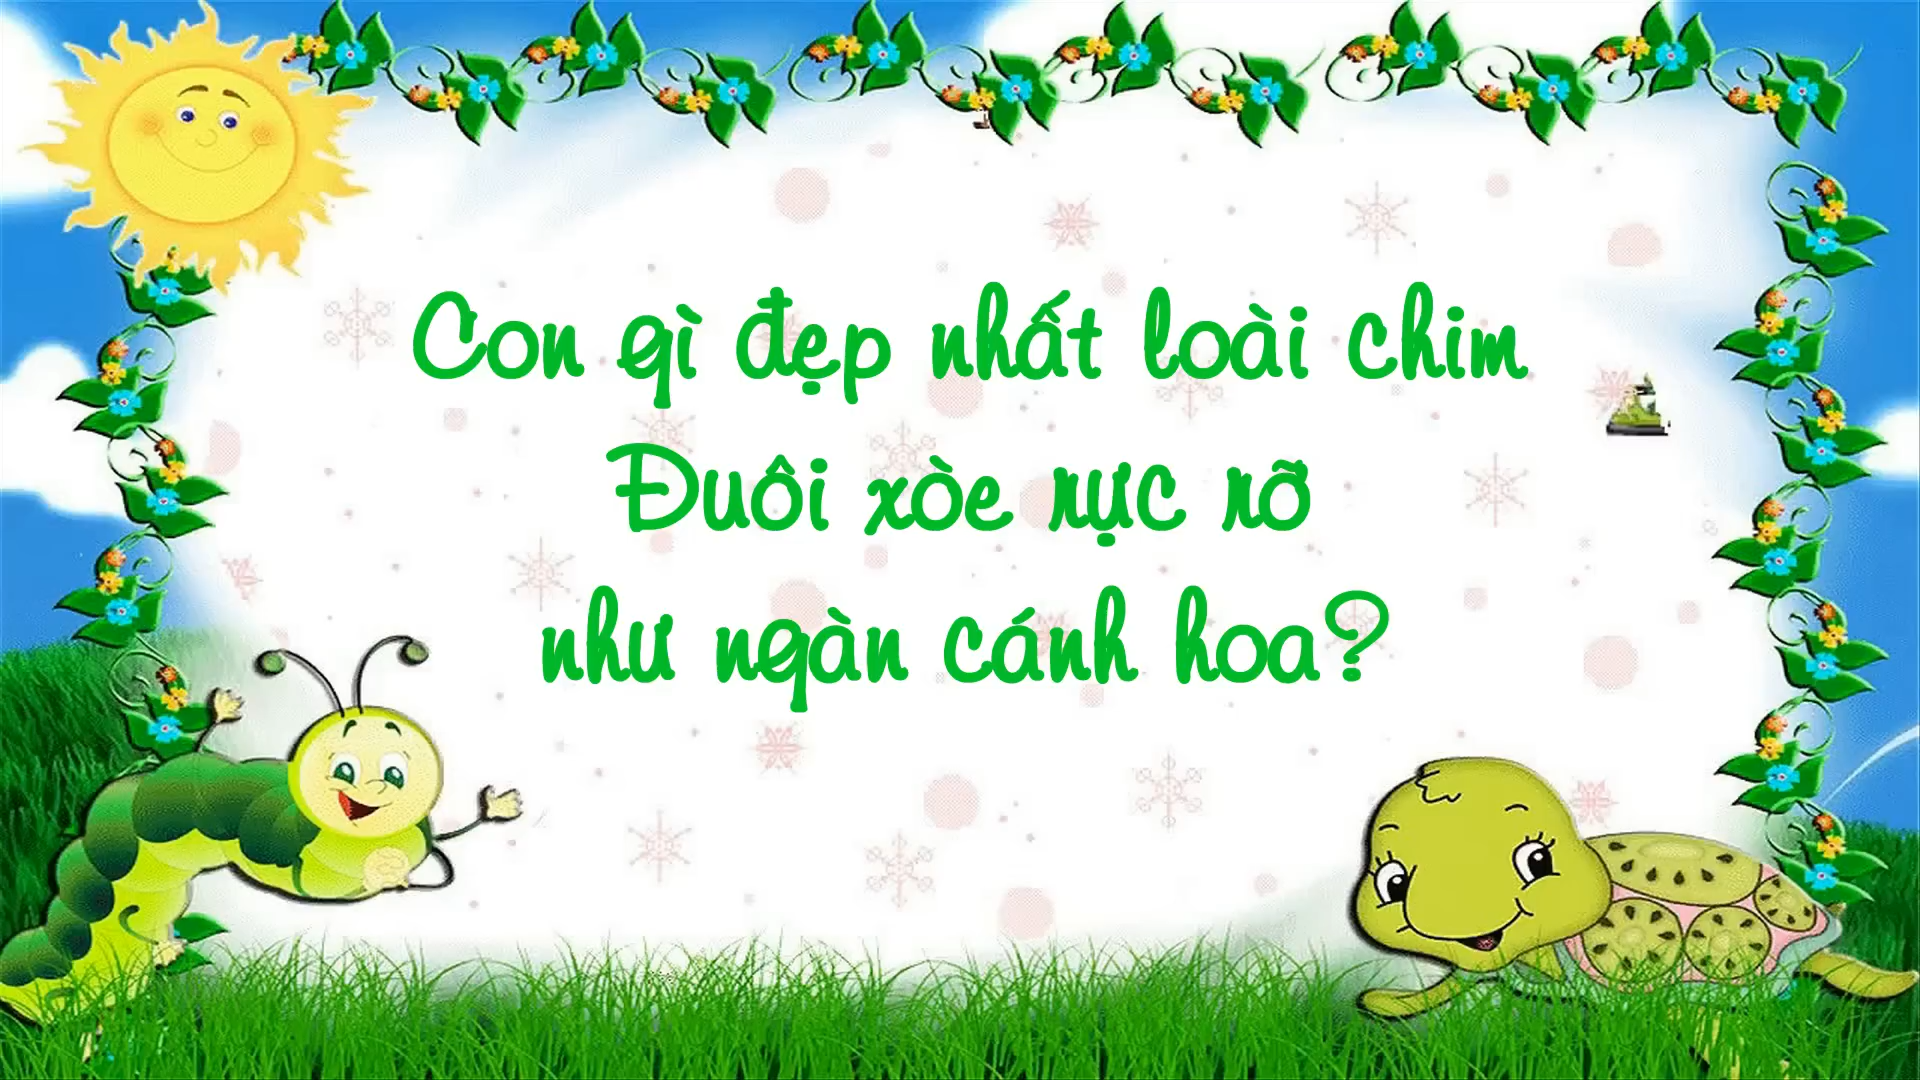 Con gì đẹp nhất loài chim
Đuôi xòe rực rỡ
như ngàn cánh hoa?